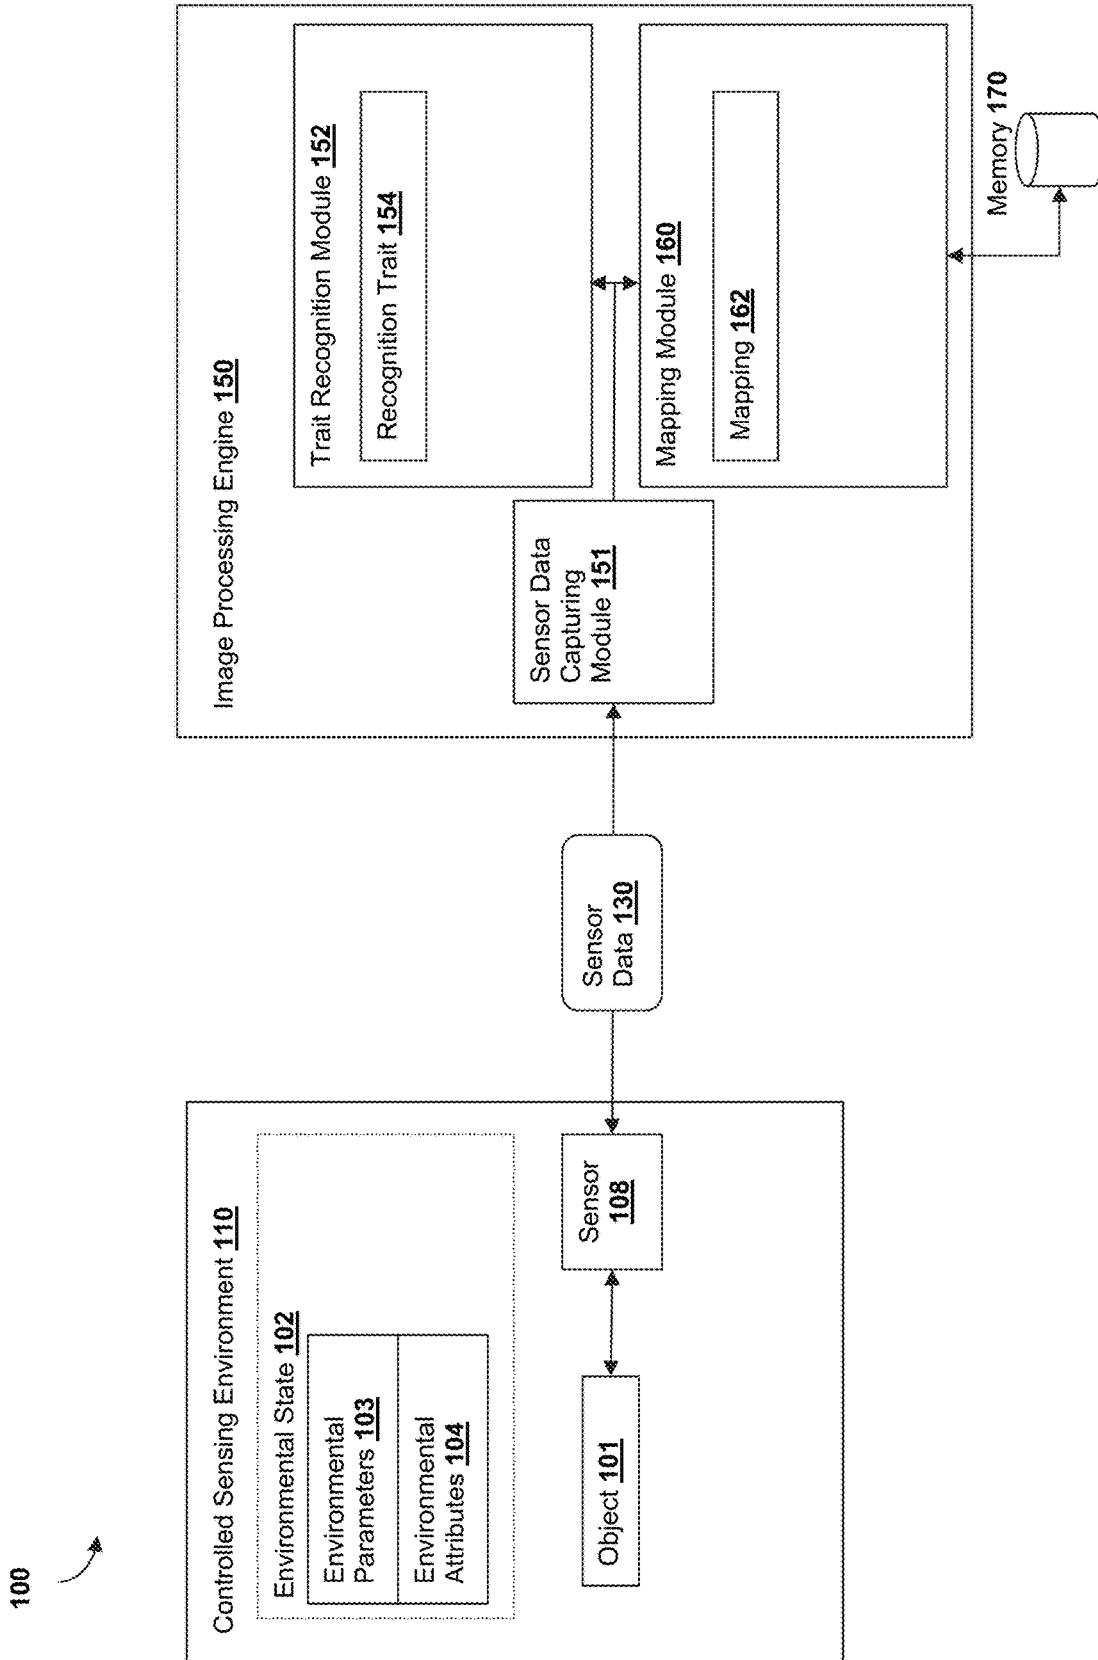 100
Controlled Sensing Environment 110
Environmental State 102
Environmental
Parameters 103
Environmental
Attributes 104
Object 101
Sensor
108
Sensor
Data 130
Image Processing Engine 150
Sensor Data
Capturing
Module 151
Trait Recognition Module 152
Recognition Trait 154
Mapping Module 160
Mapping 162
Memory 170